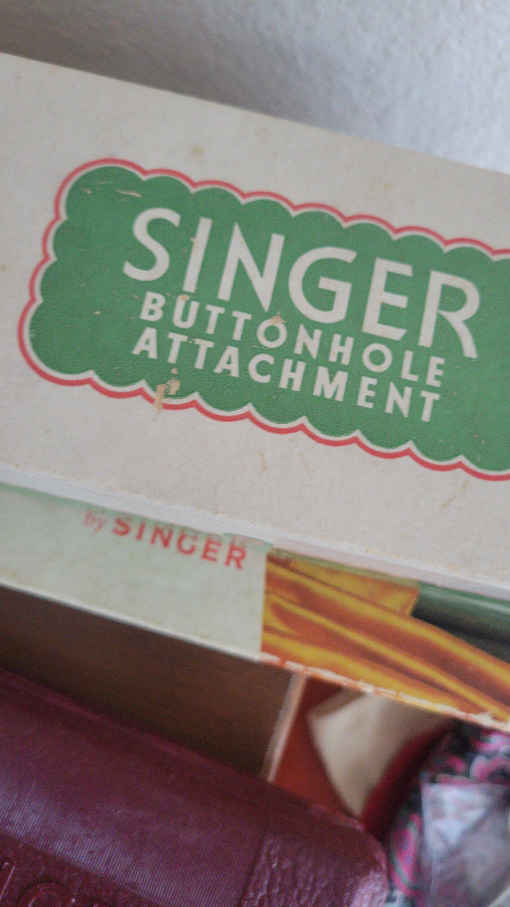 SINGER
BUTTONHOLE
ATTACHMENT
by SINGER